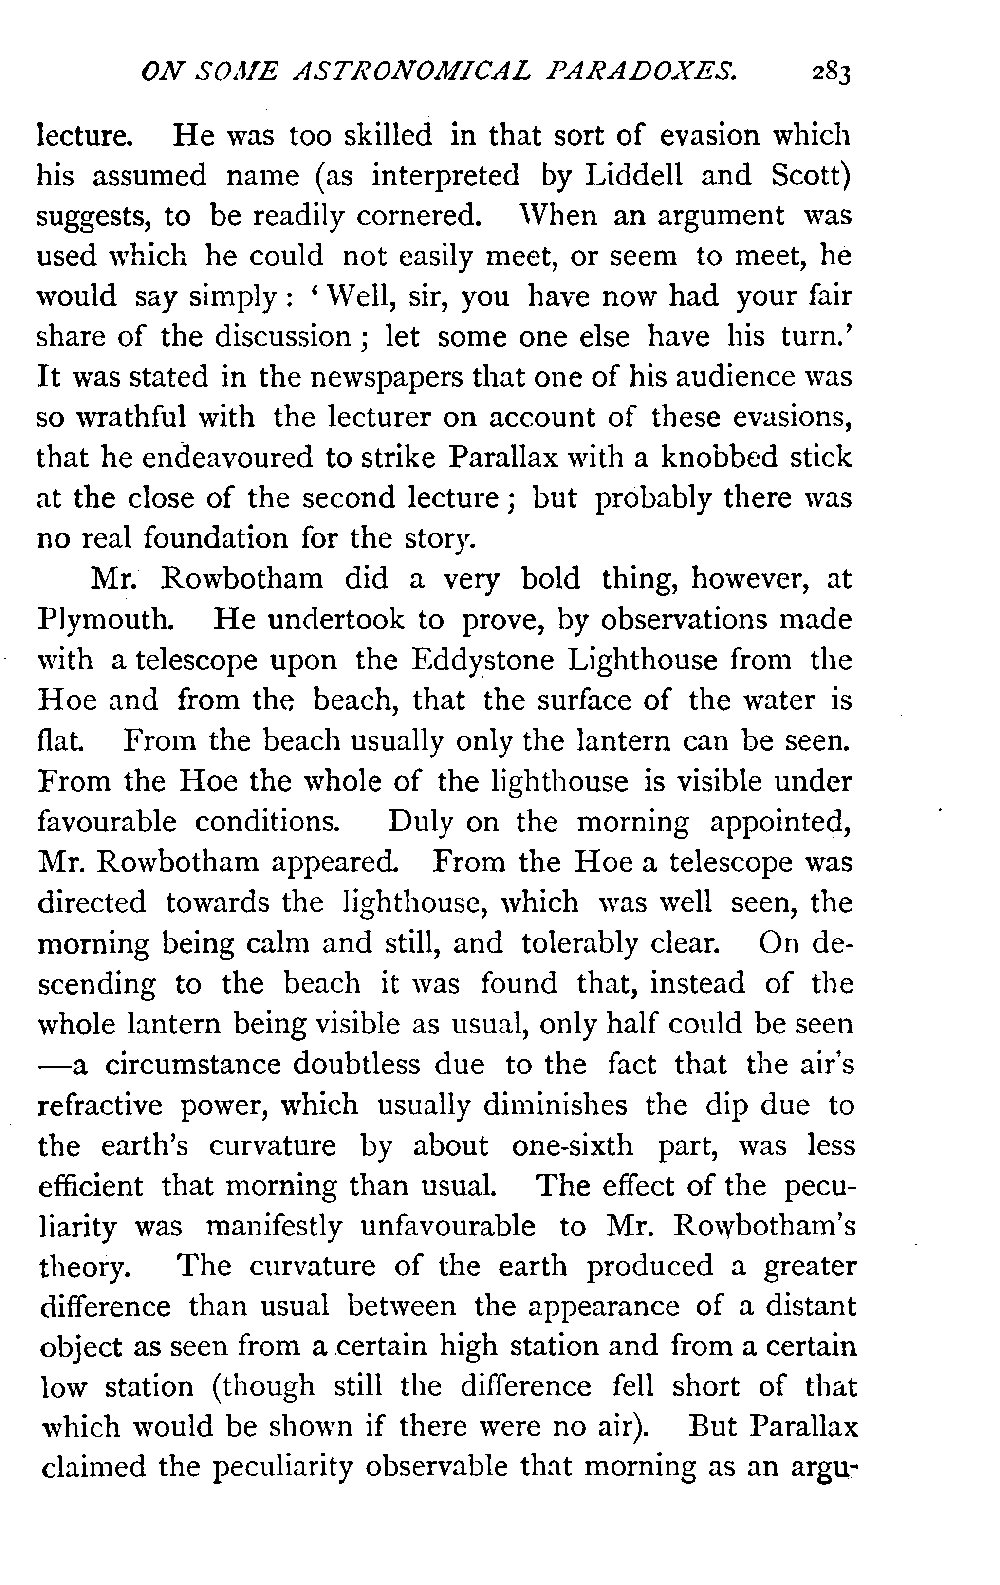 ON SOME ASTRONOMICAL PARADOXES. 283
lecture. He was too skilled in that sort of evasion which
his assumed name (as interpreted by Liddell and Scott)
suggests, to be readily cornered. When an argument was
used which he could not easily meet, or seem to meet, he
would say simply : ‘ Well, sir, you have now had your fair
share of the discussion ; let some one else have his turn.’
It was stated in the newspapers that one of his audience was
so wrathful with the lecturer on account of these evasions,
that he endeavoured to strike Parallax with a knobbed stick
at the close of the second lecture ; but probably there was
no real foundation for the story.
Mr. Rowbotham did a very bold thing, however, at
Plymouth. He undertook to prove, by observations made
with a telescope upon the Eddystone Lighthouse from the
Hoe and from the beach, that the surface of the water is
flat. From the beach usually only the lantern can be seen.
From the Hoe the whole of the lighthouse is visible under
favourable conditions. Duly on the morning appointed,
Mr. Rowbotham appeared. From the Hoe a telescope was
directed towards the lighthouse, which was well seen, the
morning being calm and still, and tolerably clear. On de-
scending to the beach it was found that, instead of the
whole lantern being visible as usual, only half could be seen
—a circumstance doubtless due to the fact that the air’s
refractive power, which usually diminishes the dip due to
the earth’s curvature by about one-sixth part, was less
efficient that morning than usual. The effect of the pecu-
liarity was manifestly unfavourable to Mr. Rowbotham’s
theory. The curvature of the earth produced a greater
difference than usual between the appearance of a distant
object as seen from a certain high station and from a certain
low station (though still the difference fell short of that
which would be shown if there were no air). But Parallax
claimed the peculiarity observable that morning as an argu-